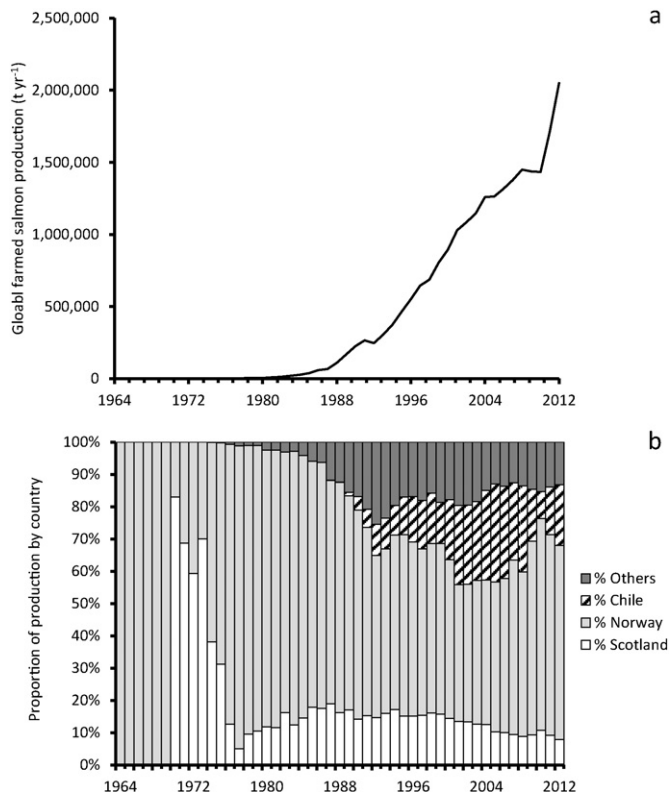 a
2,500,000
2,000,000
1,500,000
1,000,000
500,000
0
Gloabl farmed salmon production (t yr⁻¹)
1964 1972 1980 1988 1996 2004 2012
b
100%
90%
80%
70%
60%
50%
40%
30%
20%
10%
0%
Proportion of production by country
1964 1972 1980 1988 1996 2004 2012
% Others
% Chile
% Norway
% Scotland